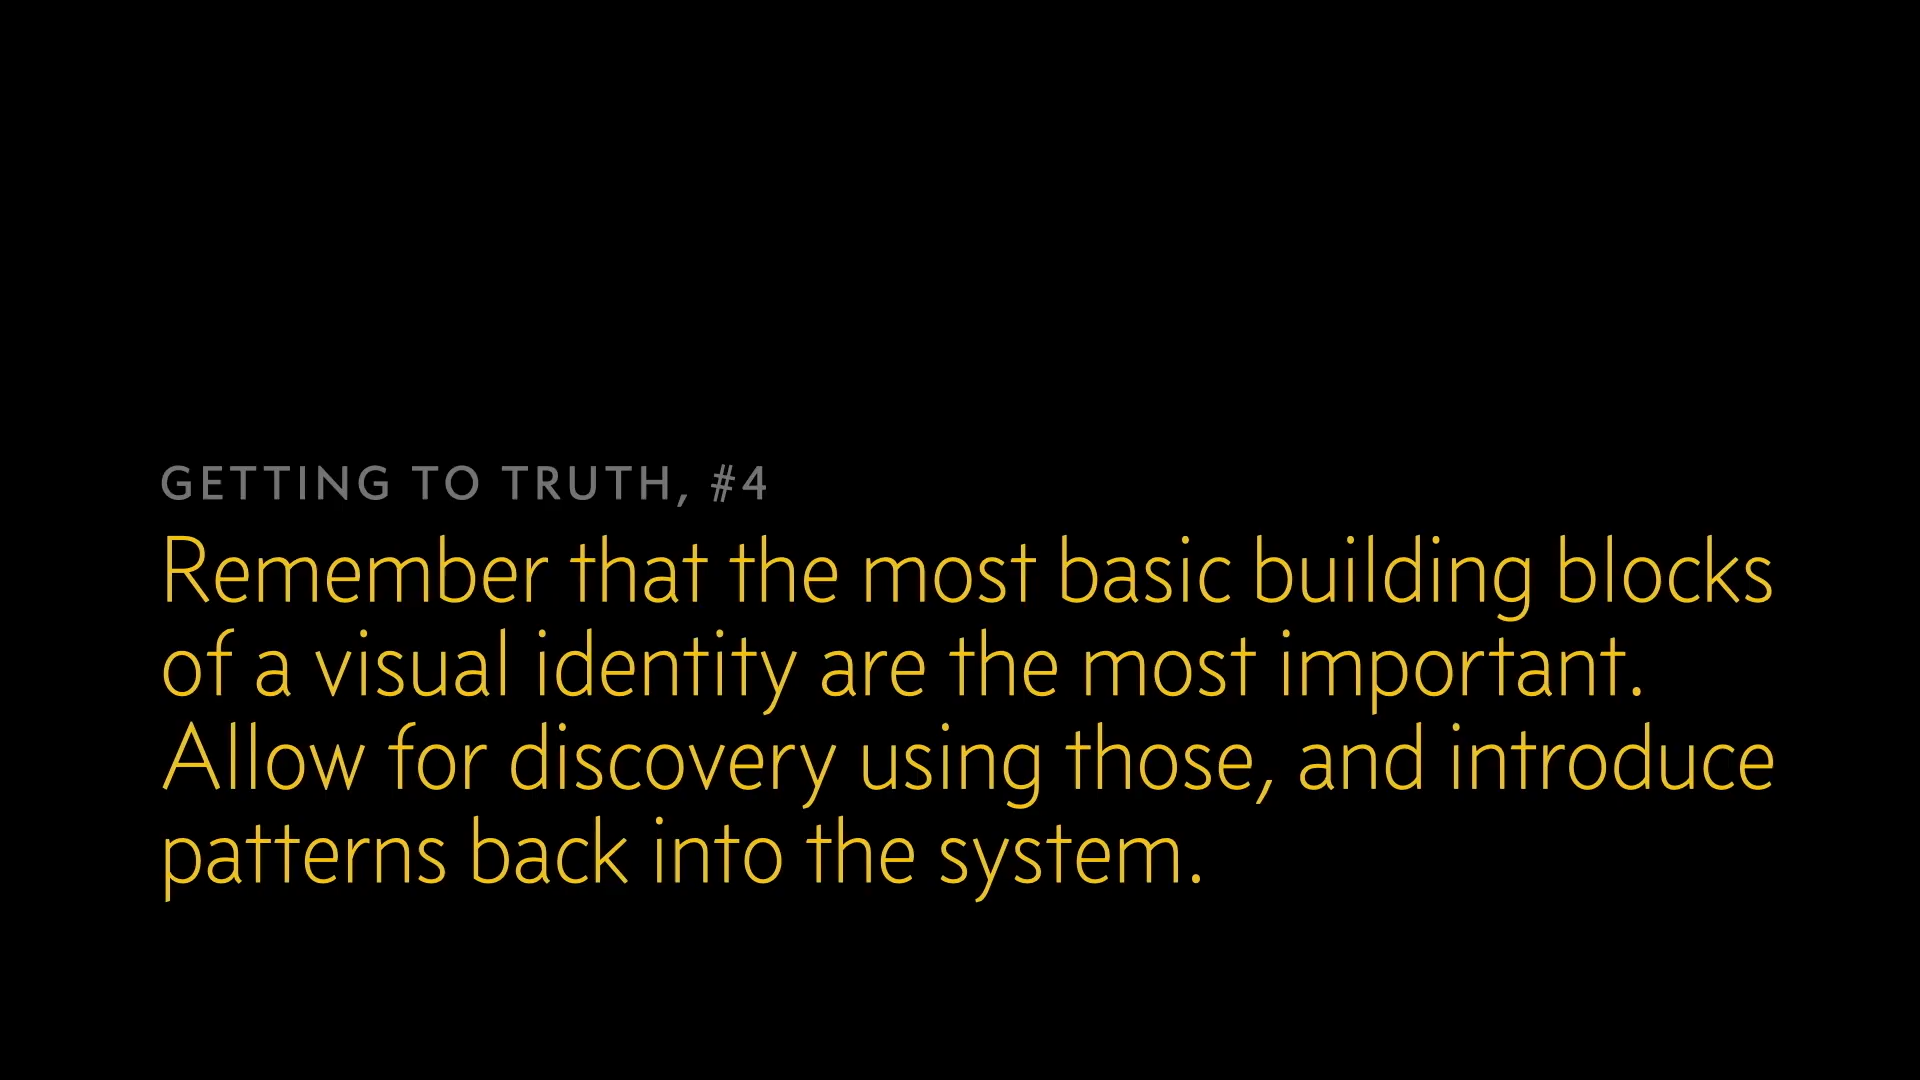 GETTING TO TRUTH, #4
Remember that the most basic building blocks
of a visual identity are the most important.
Allow for discovery using those, and introduce
patterns back into the system.